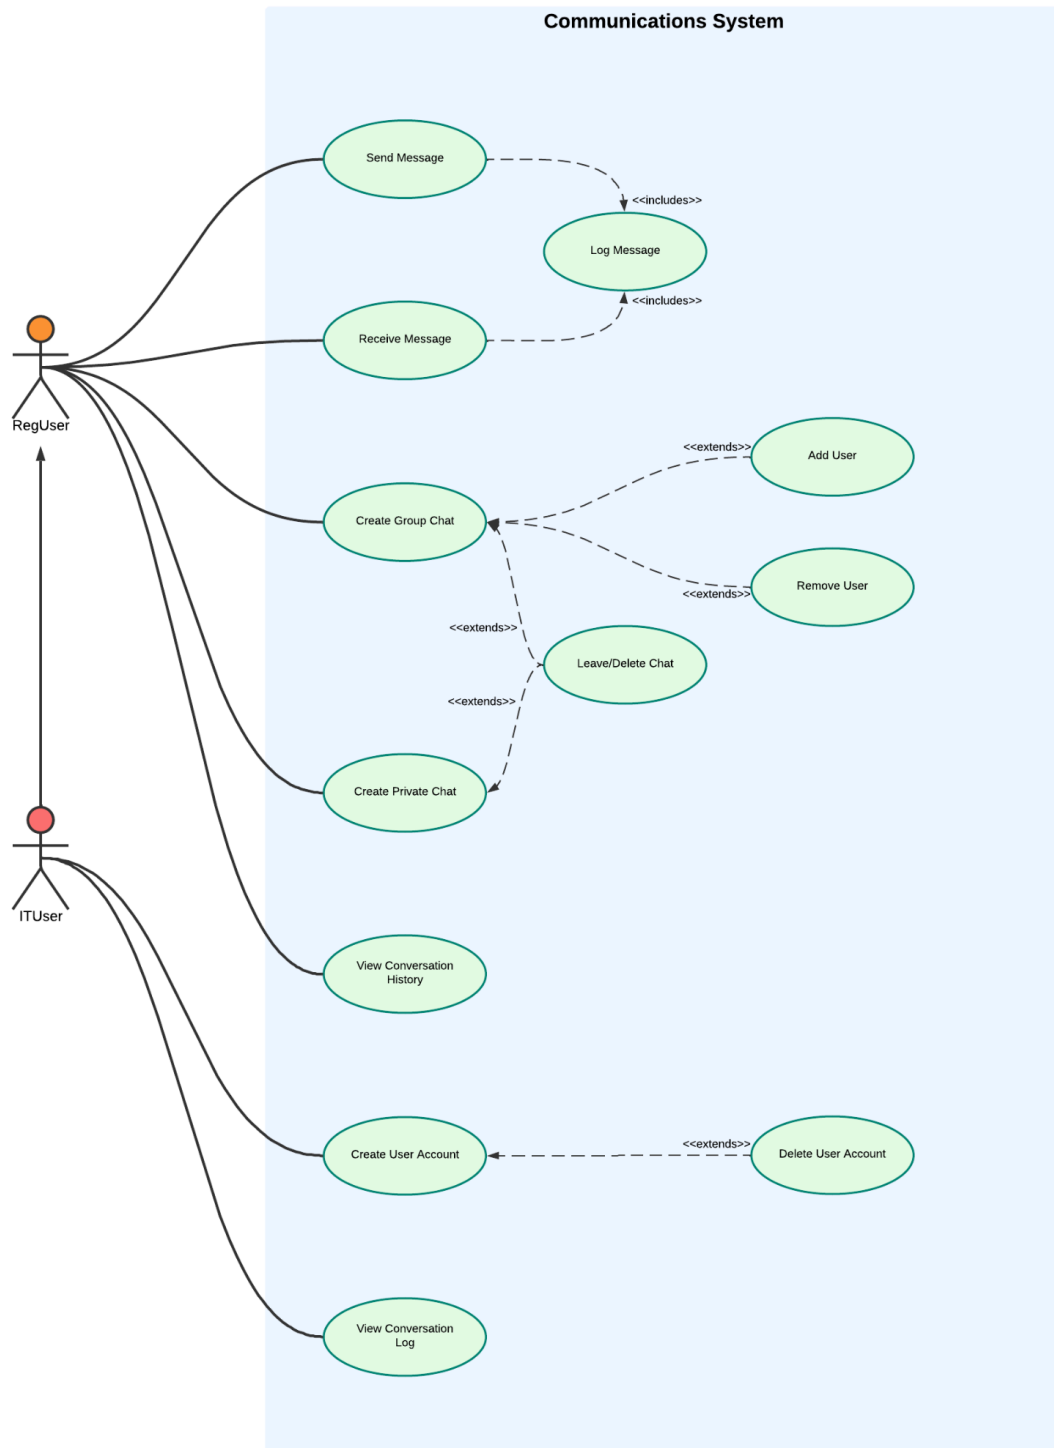 Communications System
Send Message
<<includes>>
Log Message
<<includes>>
Receive Message
RegUser
<<extends>>
Add User
Create Group Chat
Remove User
<<extends>>
<<extends>>
Leave/Delete Chat
<<extends>>
Create Private Chat
ITUser
View Conversation
History
<<extends>>
Create User Account
Delete User Account
View Conversation
Log